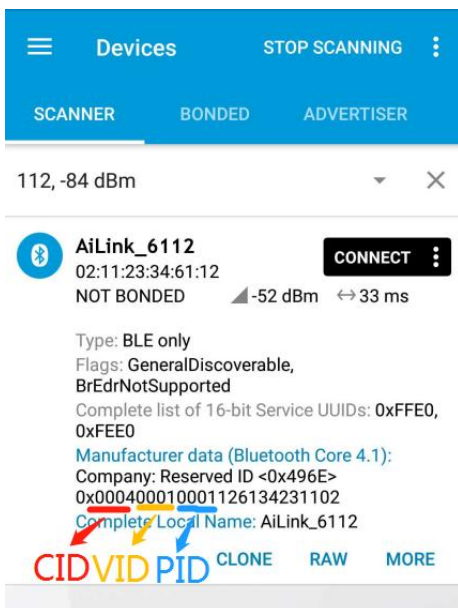 Devices STOP SCANNING
SCANNER BONDED ADVERTISER
112, -84 dBm
AiLink_6112
02:11:23:34:61:12
CONNECT
NOT BONDED -52 dBm 33 ms
Type: BLE only
Flags: GeneralDiscoverable,
BrEdrNotSupported
Complete list of 16-bit Service UUIDs: 0xFFE0,
0xFEE0
Manufacturer data (Bluetooth Core 4.1):
Company: Reserved ID <0x496E>
0x0004000100011126134231102
Complete Local Name: AiLink_6112
CID VID PID
CLONE RAW MORE